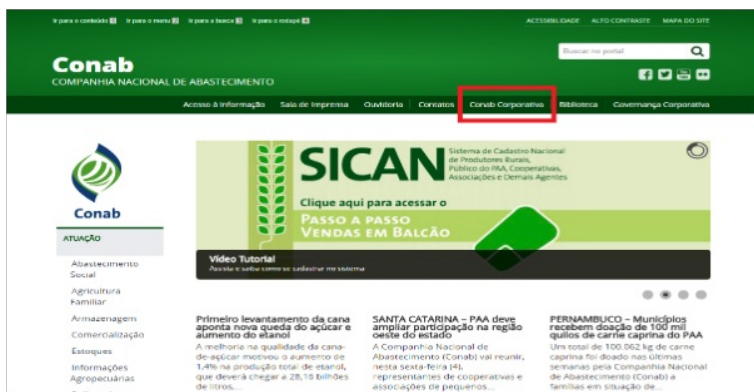 Ir para o conteúdo 1 Ir para o menu 2 Ir para a busca 3 Ir para o rodapé 4
ACESSIBILIDADE ALTO CONTRASTE MAPA DO SITE
Buscar no portal
Conab
COMPANHIA NACIONAL DE ABASTECIMENTO
Acesso à Informação Sala de Imprensa Ouvidoria Contatos Conab Corporativa Biblioteca Governança Corporativa
Conab
ATUAÇÃO
Abastecimento
Social
Agricultura
Familiar
Armazenagem
Comercialização
Estoques
Informações
Agropecuárias
SICAN
Sistema de Cadastro Nacional
de Produtores Rurais,
Público do PAA, Cooperativas,
Associações e Demais Agentes
Clique aqui para acessar o
PASSO A PASSO
VENDAS EM BALCÃO
Vídeo Tutorial
Assista e saiba como se cadastrar no sistema
Primeiro levantamento da cana
aponta nova queda do açúcar e
aumento do etanol
A melhoria na qualidade da cana-
de-açúcar motivou o aumento de
1,4% na produção total de etanol,
que deverá chegar a 28,16 bilhões
de litros...
SANTA CATARINA – PAA deve
ampliar participação na região
oeste do estado
A Companhia Nacional de
Abastecimento (Conab) vai reunir,
nesta sexta-feira (4),
representantes de cooperativas e
associações de pequenos...
PERNAMBUCO – Municípios
recebem doação de 100 mil
quilos de carne caprina do PAA
Um total de 100.062 kg de carne
caprina foi doado nas últimas
semanas pela Companhia Nacional
de Abastecimento (Conab) a
famílias em situação de...